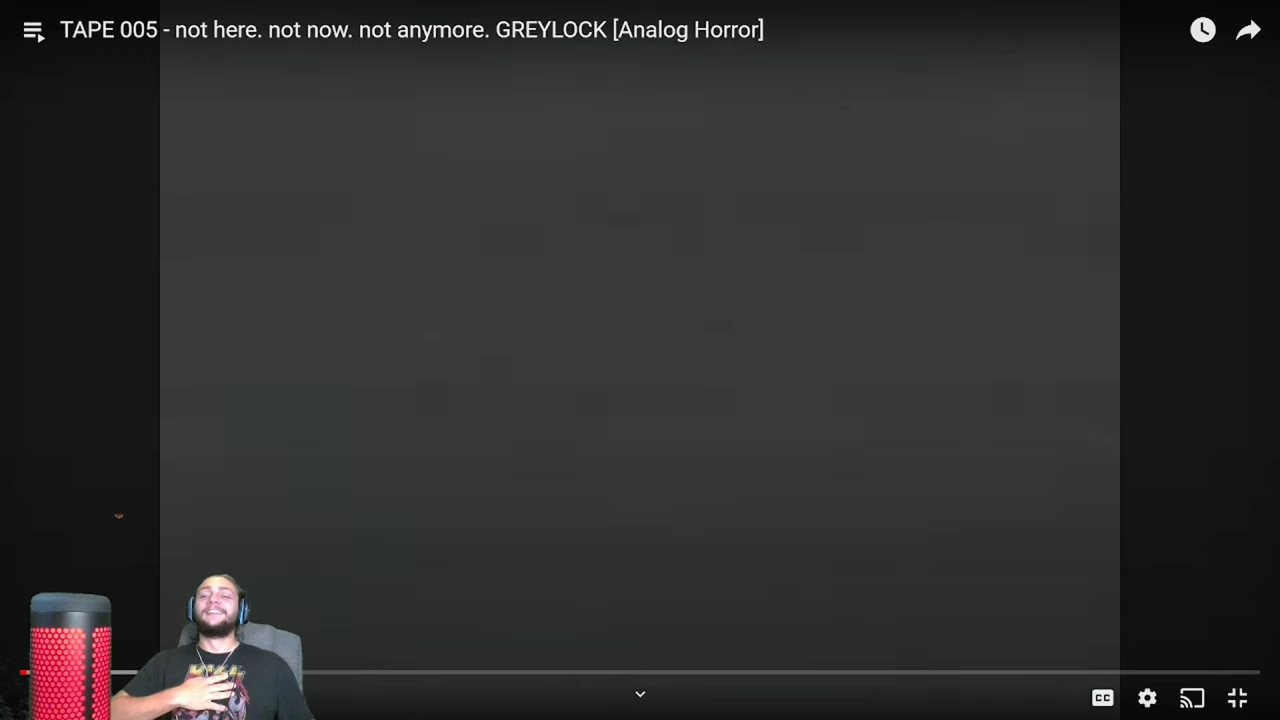 TAPE 005 - not here. not now. not anymore. GREYLOCK [Analog Horror]
CC